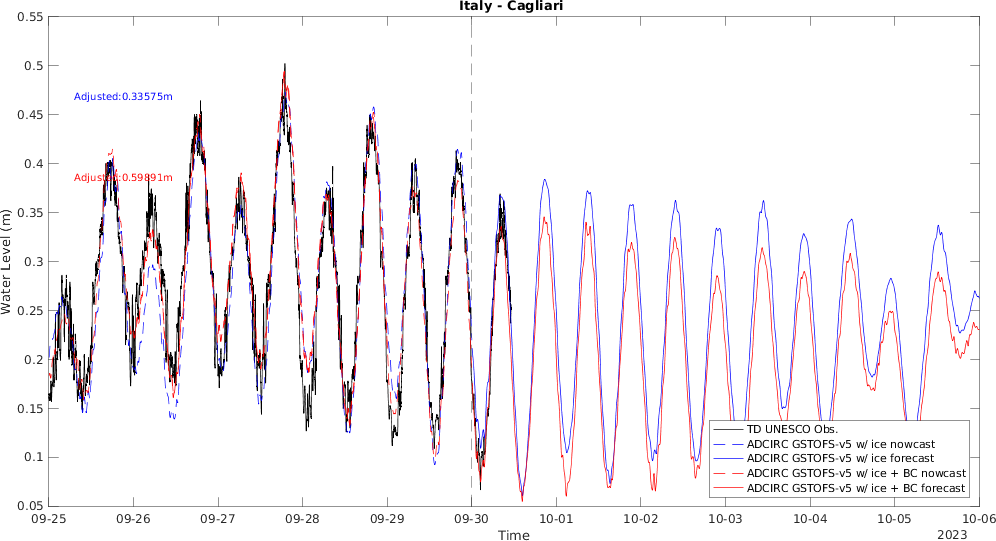 Italy - Cagliari
0.55
0.5
0.45
0.4
0.35
0.3
0.25
0.2
0.15
0.1
0.05
Water Level (m)
Adjusted:0.33575m
Adjusted:0.59891m
TD UNESCO Obs.
ADCIRC GSTOFS-v5 w/ ice nowcast
ADCIRC GSTOFS-v5 w/ ice forecast
ADCIRC GSTOFS-v5 w/ ice + BC nowcast
ADCIRC GSTOFS-v5 w/ ice + BC forecast
09-25 09-26 09-27 09-28 09-29 09-30 10-01 10-02 10-03 10-04 10-05 10-06
Time
2023